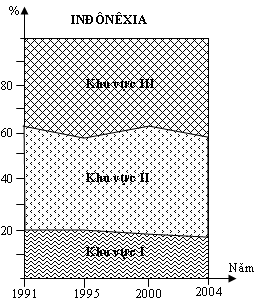 % INĐÔNÊXIA
80
Khu vực III
60
40
Khu vực II
20
Khu vực I
Năm
1991 1995 2000 2004